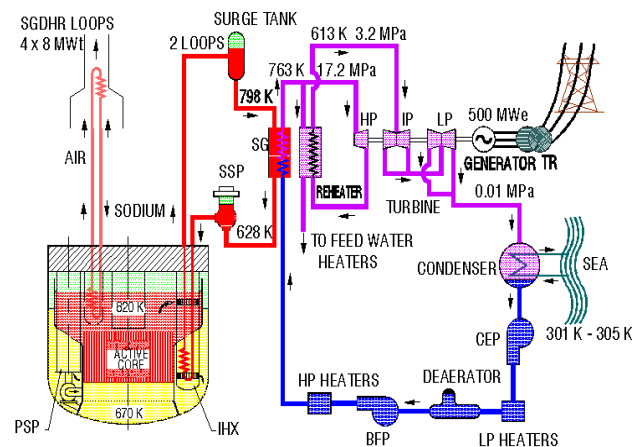 SGDHR LOOPS
4 x 8 MWt
SURGE TANK
2 LOOPS
613 K 3.2 MPa
763 K
17.2 MPa
798 K
HP
IP
LP
500 MWe
GENERATOR TR
AIR
SG
SSP
REHEATER
SODIUM
628 K
TURBINE
0.01 MPa
TO FEED WATER
HEATERS
CONDENSER
SEA
301 K - 305 K
620 K
ACTIVE
CORE
CEP
HP HEATERS
DEAERATOR
PSP
670 K
IHX
BFP
LP HEATERS